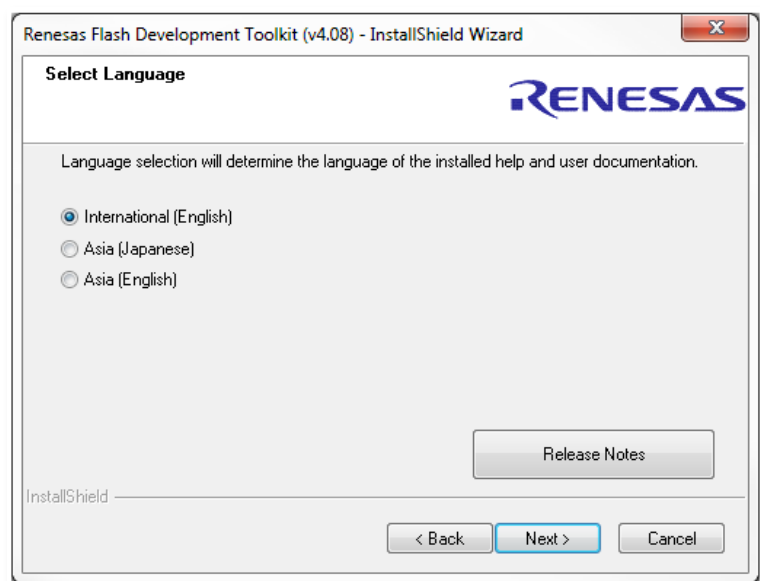 Renesas Flash Development Toolkit (v4.08) - InstallShield Wizard
Select Language
RENESAS
Language selection will determine the language of the installed help and user documentation.
International (English)
Asia (Japanese)
Asia (English)
Release Notes
InstallShield
< Back Next > Cancel